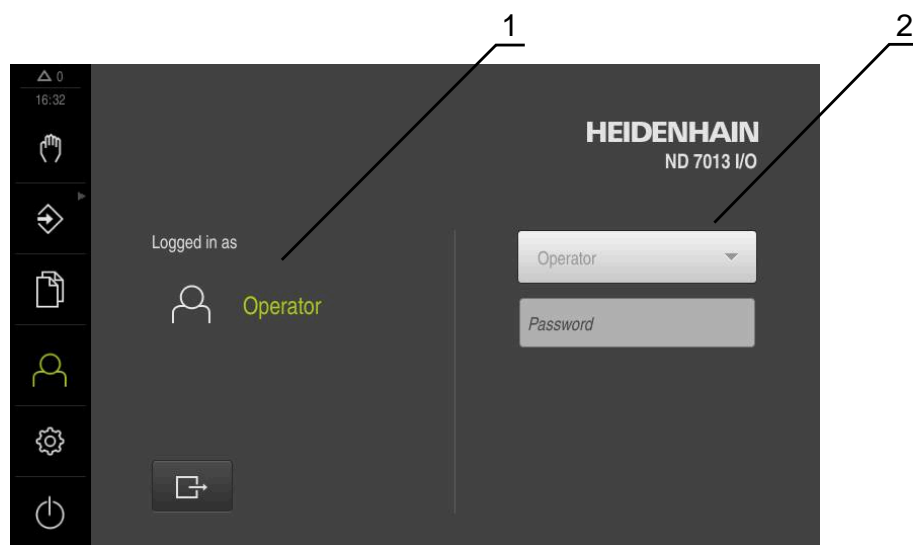 1
2
0
16:32
HEIDENHAIN
ND 7013 I/O
Logged in as
Operator
Operator
Password